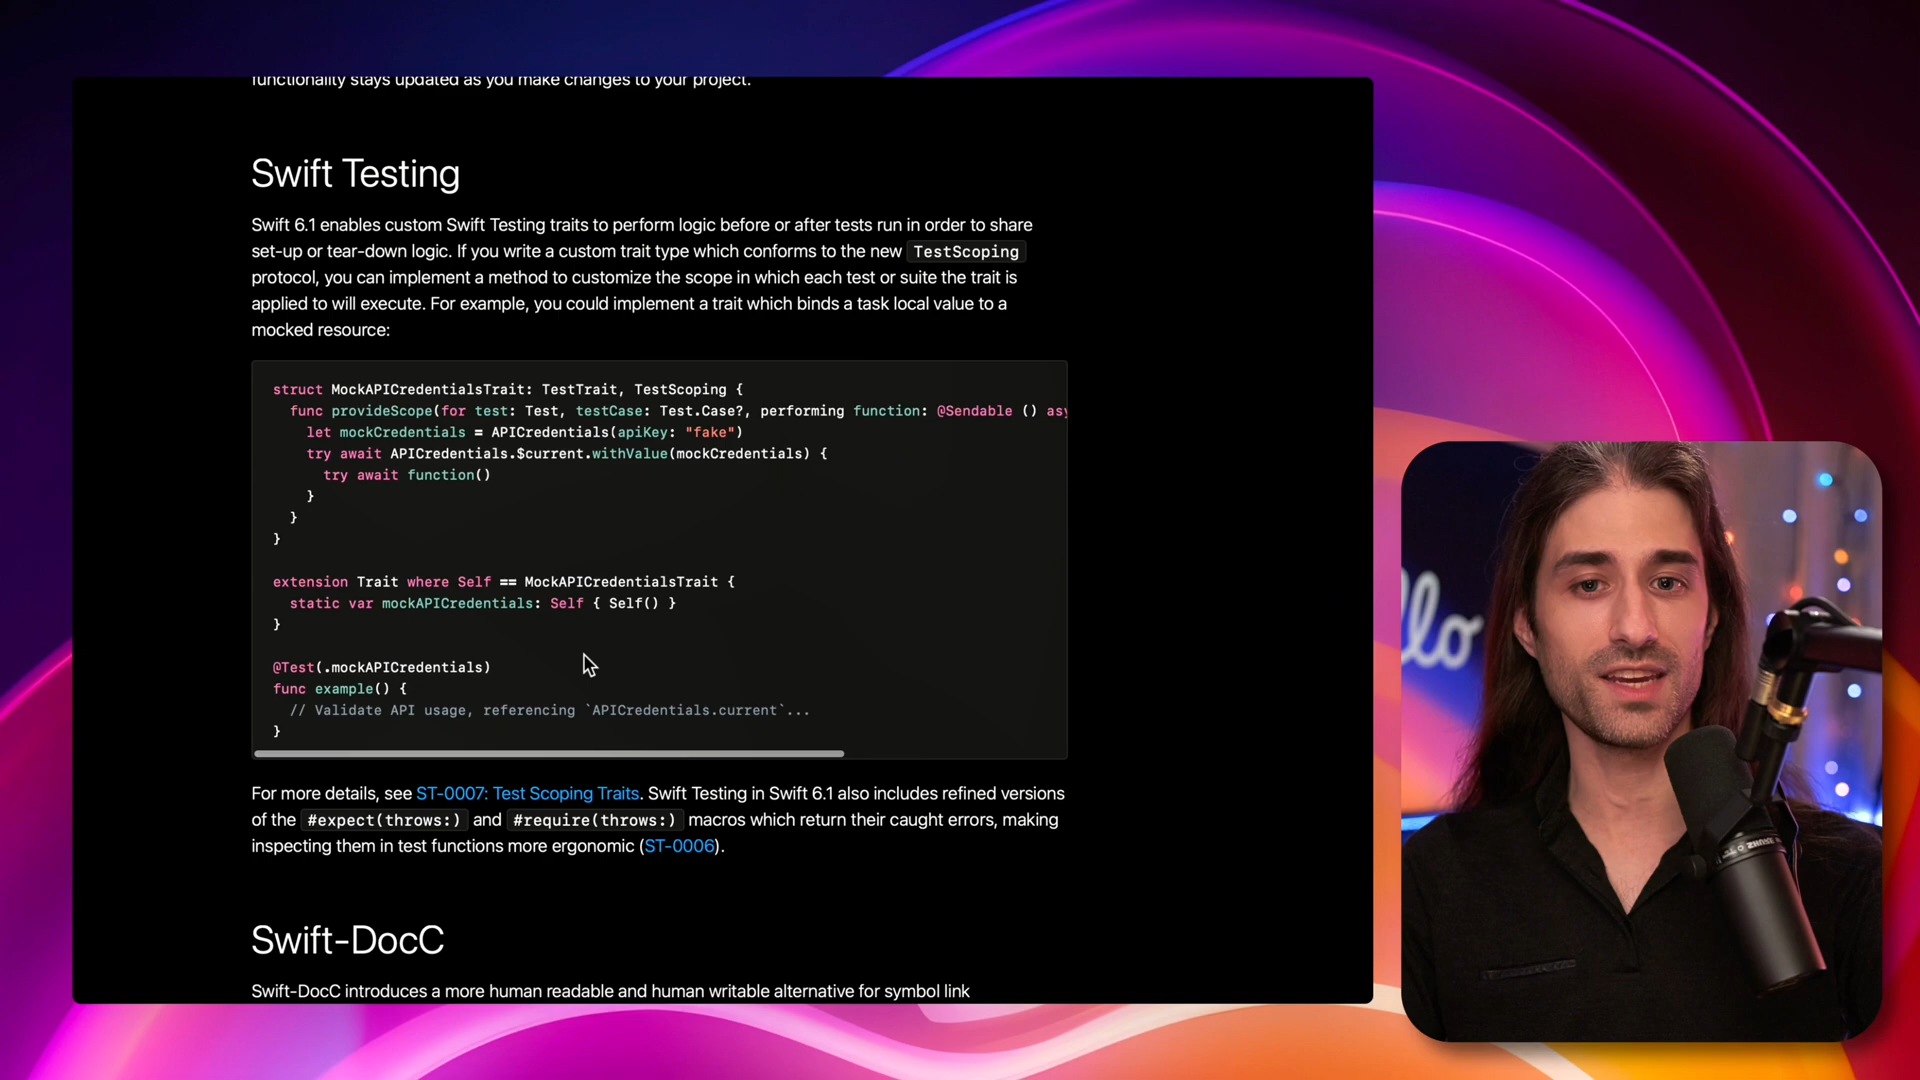 functionality stays updated as you make changes to your project.
Swift Testing
Swift 6.1 enables custom Swift Testing traits to perform logic before or after tests run in order to share
set-up or tear-down logic. If you write a custom trait type which conforms to the new TestScoping
protocol, you can implement a method to customize the scope in which each test or suite the trait is
applied to will execute. For example, you could implement a trait which binds a task local value to a
mocked resource:
struct MockAPICredentialsTrait: TestTrait, TestScoping {
  func provideScope(for test: Test, testCase: Test.Case?, performing function: @Sendable () asy
    let mockCredentials = APICredentials(apiKey: "fake")
    try await APICredentials.$current.withValue(mockCredentials) {
      try await function()
    }
  }
}
extension Trait where Self == MockAPICredentialsTrait {
  static var mockAPICredentials: Self { Self() }
}
@Test(.mockAPICredentials)
func example() {
  // Validate API usage, referencing `APICredentials.current`...
}
For more details, see ST-0007: Test Scoping Traits. Swift Testing in Swift 6.1 also includes refined versions
of the #expect(throws:) and #require(throws:) macros which return their caught errors, making
inspecting them in test functions more ergonomic (ST-0006).
Swift-DocC
Swift-DocC introduces a more human readable and human writable alternative for symbol link
llo
SHURE